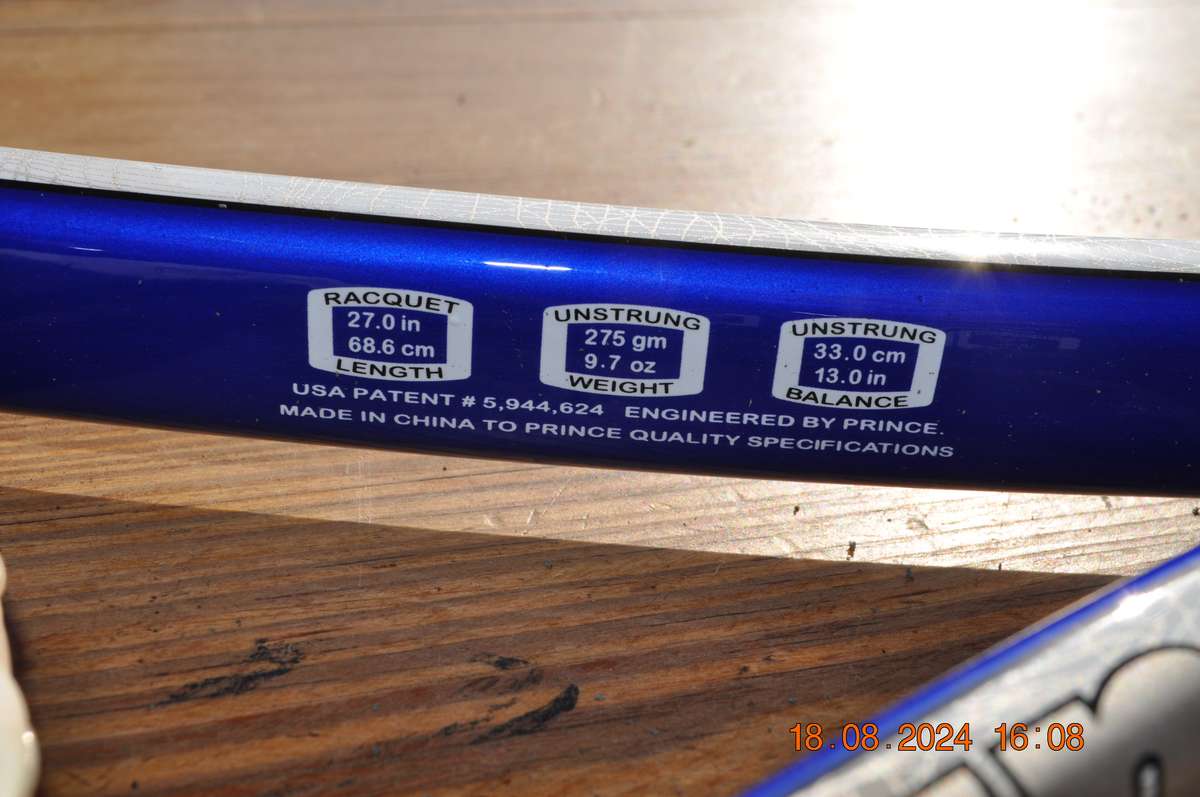 RACQUET
27.0 in
68.6 cm
LENGTH
UNSTRUNG
275 gm
9.7 oz
WEIGHT
UNSTRUNG
33.0 cm
13.0 in
BALANCE
USA PATENT # 5,944,624 ENGINEERED BY PRINCE.
MADE IN CHINA TO PRINCE QUALITY SPECIFICATIONS
18.08.2024 16:08